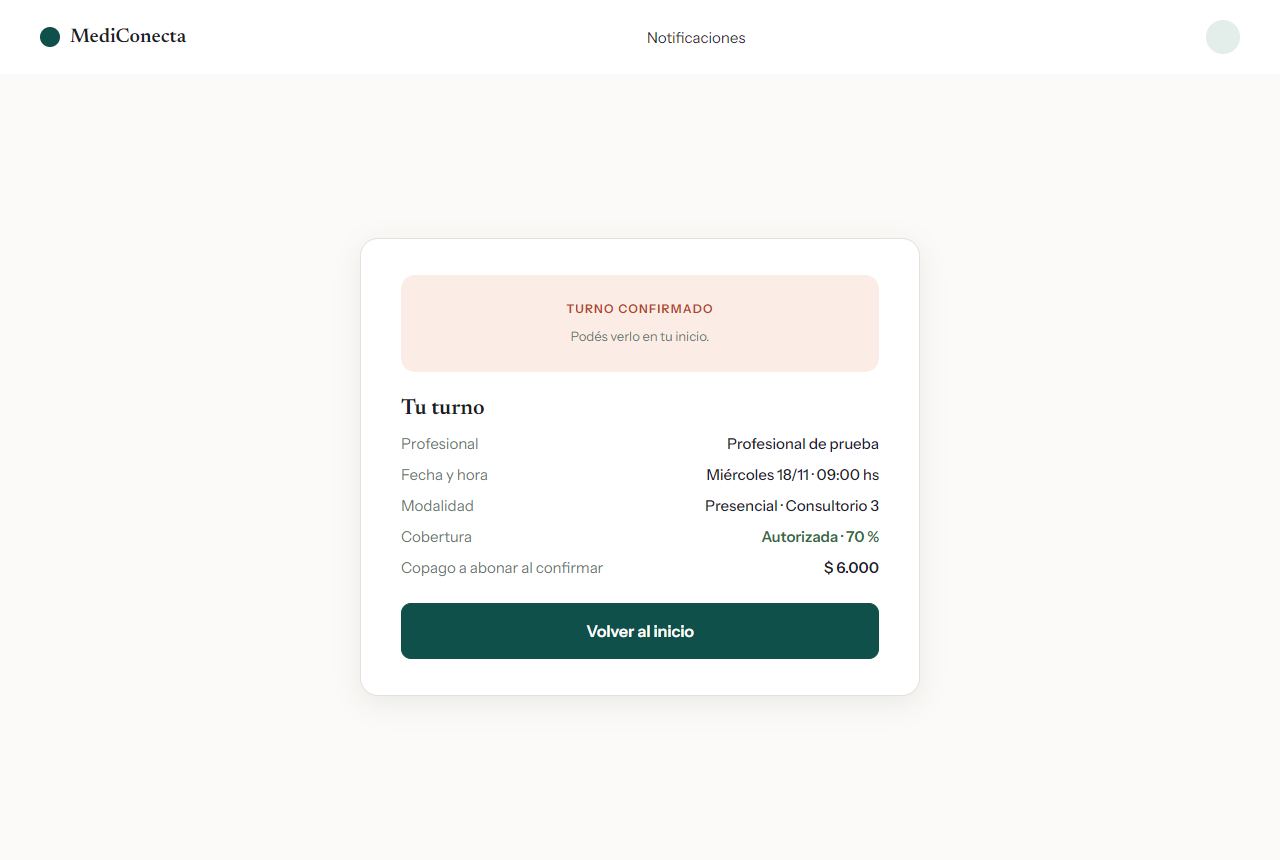 MediConecta
Notificaciones
TURNO CONFIRMADO
Podés verlo en tu inicio.
Tu turno
Profesional Profesional de prueba
Fecha y hora Miércoles 18/11 · 09:00 hs
Modalidad Presencial · Consultorio 3
Cobertura Autorizada · 70 %
Copago a abonar al confirmar $ 6.000
Volver al inicio